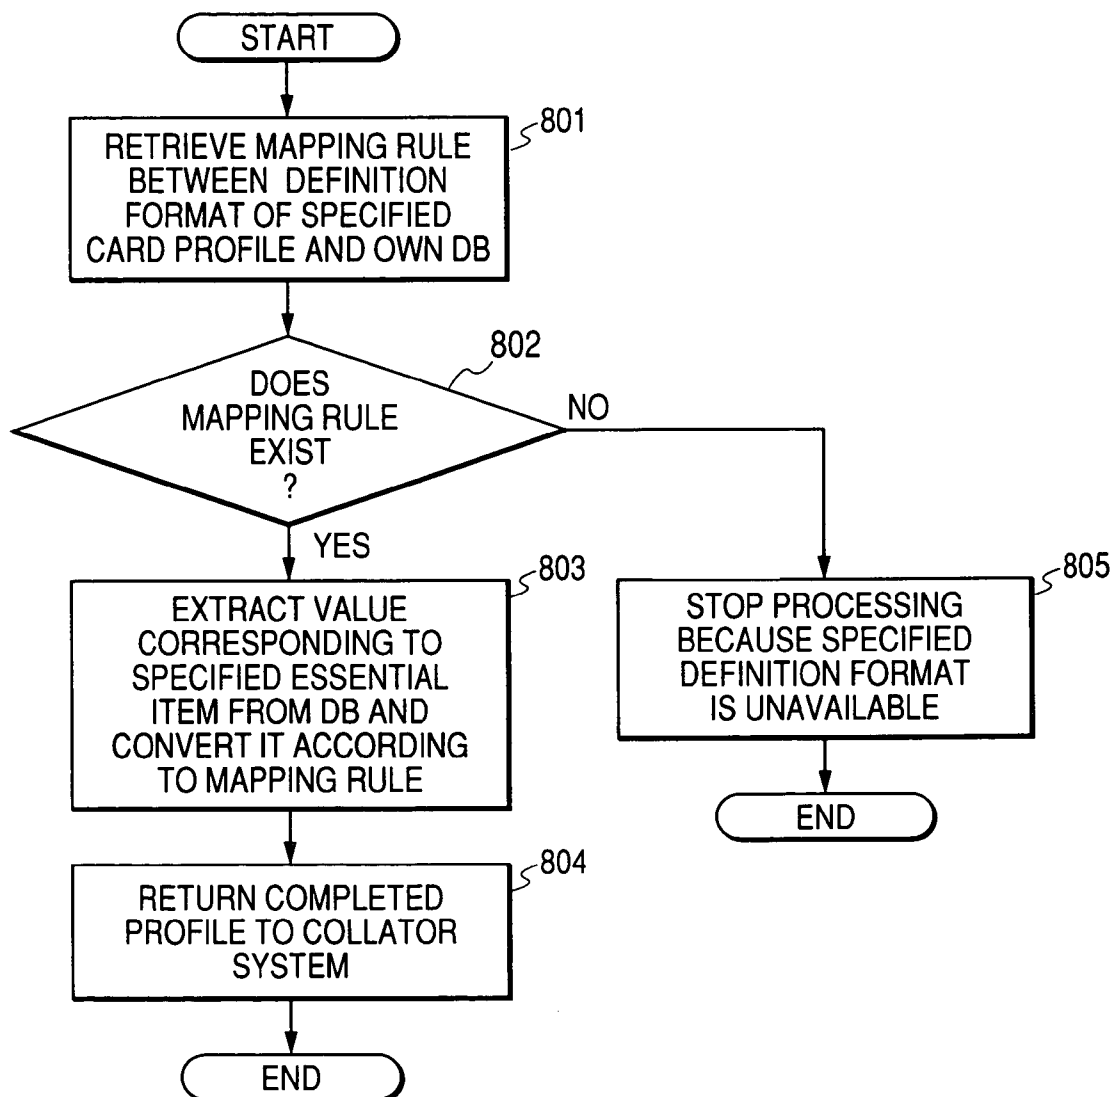 START
801
RETRIEVE MAPPING RULE
BETWEEN DEFINITION
FORMAT OF SPECIFIED
CARD PROFILE AND OWN DB
802
DOES
MAPPING RULE
EXIST
?
NO
YES
803
EXTRACT VALUE
CORRESPONDING TO
SPECIFIED ESSENTIAL
ITEM FROM DB AND
CONVERT IT ACCORDING
TO MAPPING RULE
805
STOP PROCESSING
BECAUSE SPECIFIED
DEFINITION FORMAT
IS UNAVAILABLE
END
804
RETURN COMPLETED
PROFILE TO COLLATOR
SYSTEM
END